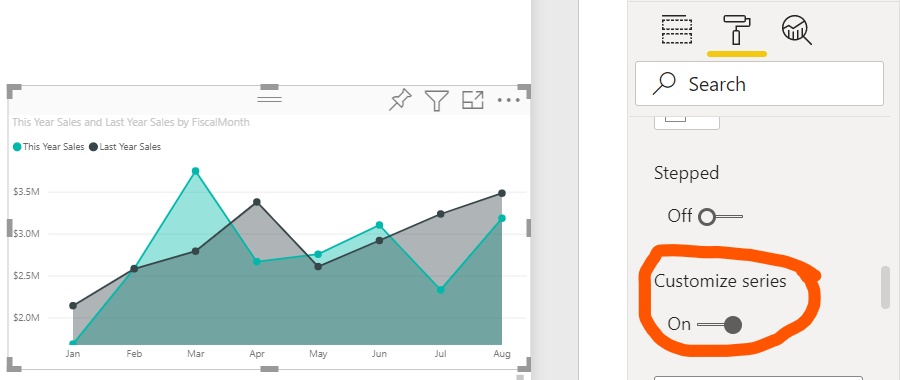 Search
This Year Sales and Last Year Sales by FiscalMonth
This Year Sales Last Year Sales
$3.5M
$3.0M
$2.5M
$2.0M
Jan Feb Mar Apr May Jun Jul Aug
Stepped
Off
Customize series
On